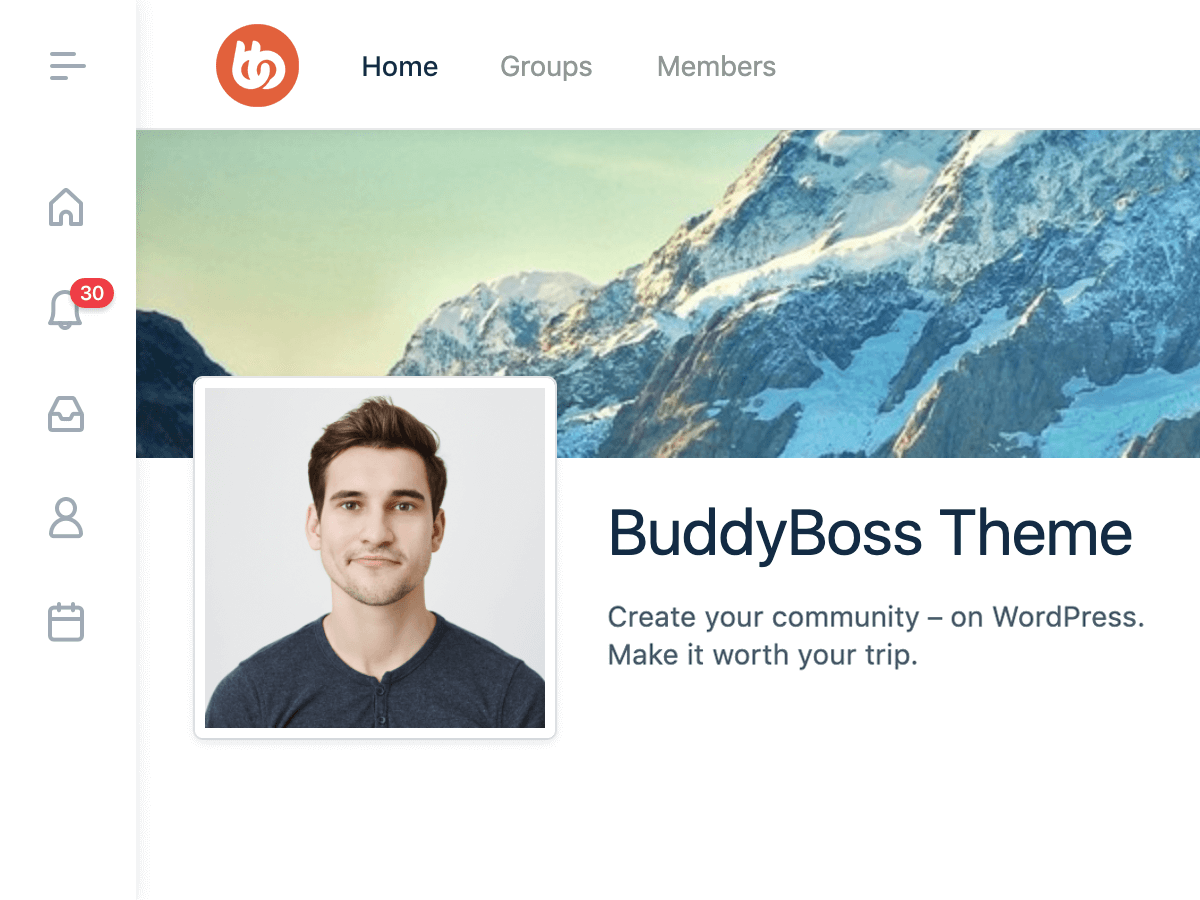 Home
Groups
Members
30
BuddyBoss Theme
Create your community – on WordPress.
Make it worth your trip.